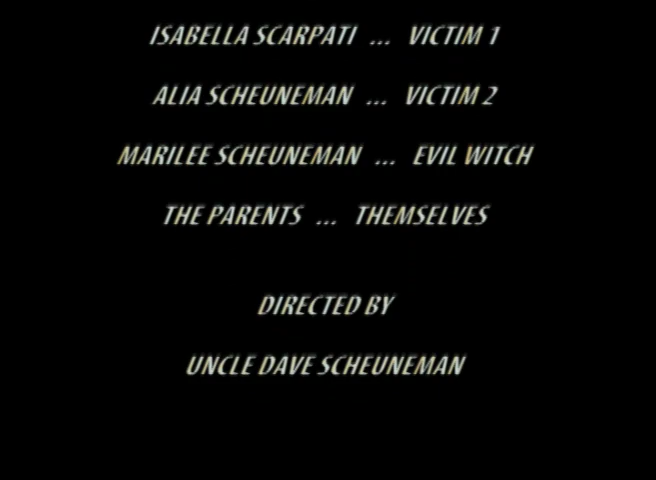 ISABELLA SCARPATI ... VICTIM 1
ALIA SCHEUNEMAN ... VICTIM 2
MARILEE SCHEUNEMAN ... EVIL WITCH
THE PARENTS ... THEMSELVES
DIRECTED BY
UNCLE DAVE SCHEUNEMAN